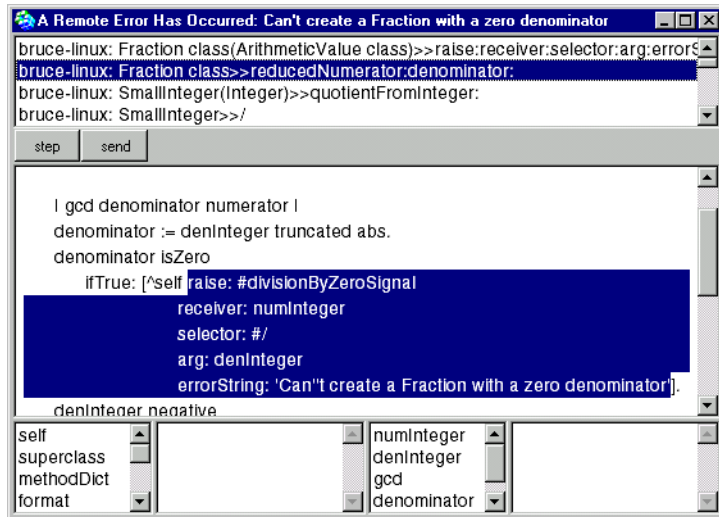 A Remote Error Has Occurred: Can't create a Fraction with a zero denominator
bruce-linux: Fraction class(ArithmeticValue class)>>raise:receiver:selector:arg:errorS
bruce-linux: Fraction class>>reducedNumerator:denominator:
bruce-linux: SmallInteger(Integer)>>quotientFromInteger:
bruce-linux: SmallInteger>>/
step send
| gcd denominator numerator |
denominator := denInteger truncated abs.
denominator isZero
ifTrue: [^self raise: #divisionByZeroSignal
receiver: numInteger
selector: #/
arg: denInteger
errorString: 'Can''t create a Fraction with a zero denominator'].
denInteger negative
self
superclass
methodDict
format
numInteger
denInteger
gcd
denominator